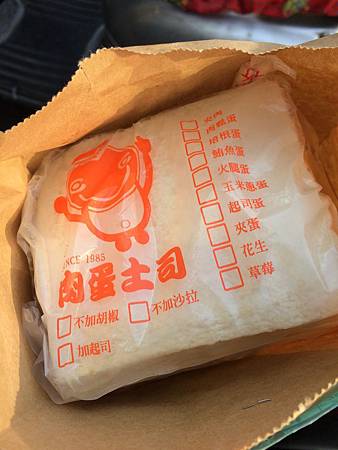 SINCE 1985
肉蛋土司
不加胡椒
不加沙拉
加起司
肉鬆蛋
培根蛋
鮪魚蛋
火腿蛋
玉米蔥蛋
起司蛋
夾蛋
花生
草莓